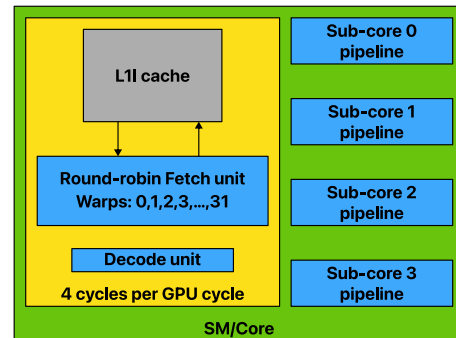 L1I cache
Round-robin Fetch unit
Warps: 0,1,2,3,...,31
Decode unit
4 cycles per GPU cycle
Sub-core 0
pipeline
Sub-core 1
pipeline
Sub-core 2
pipeline
Sub-core 3
pipeline
SM/Core